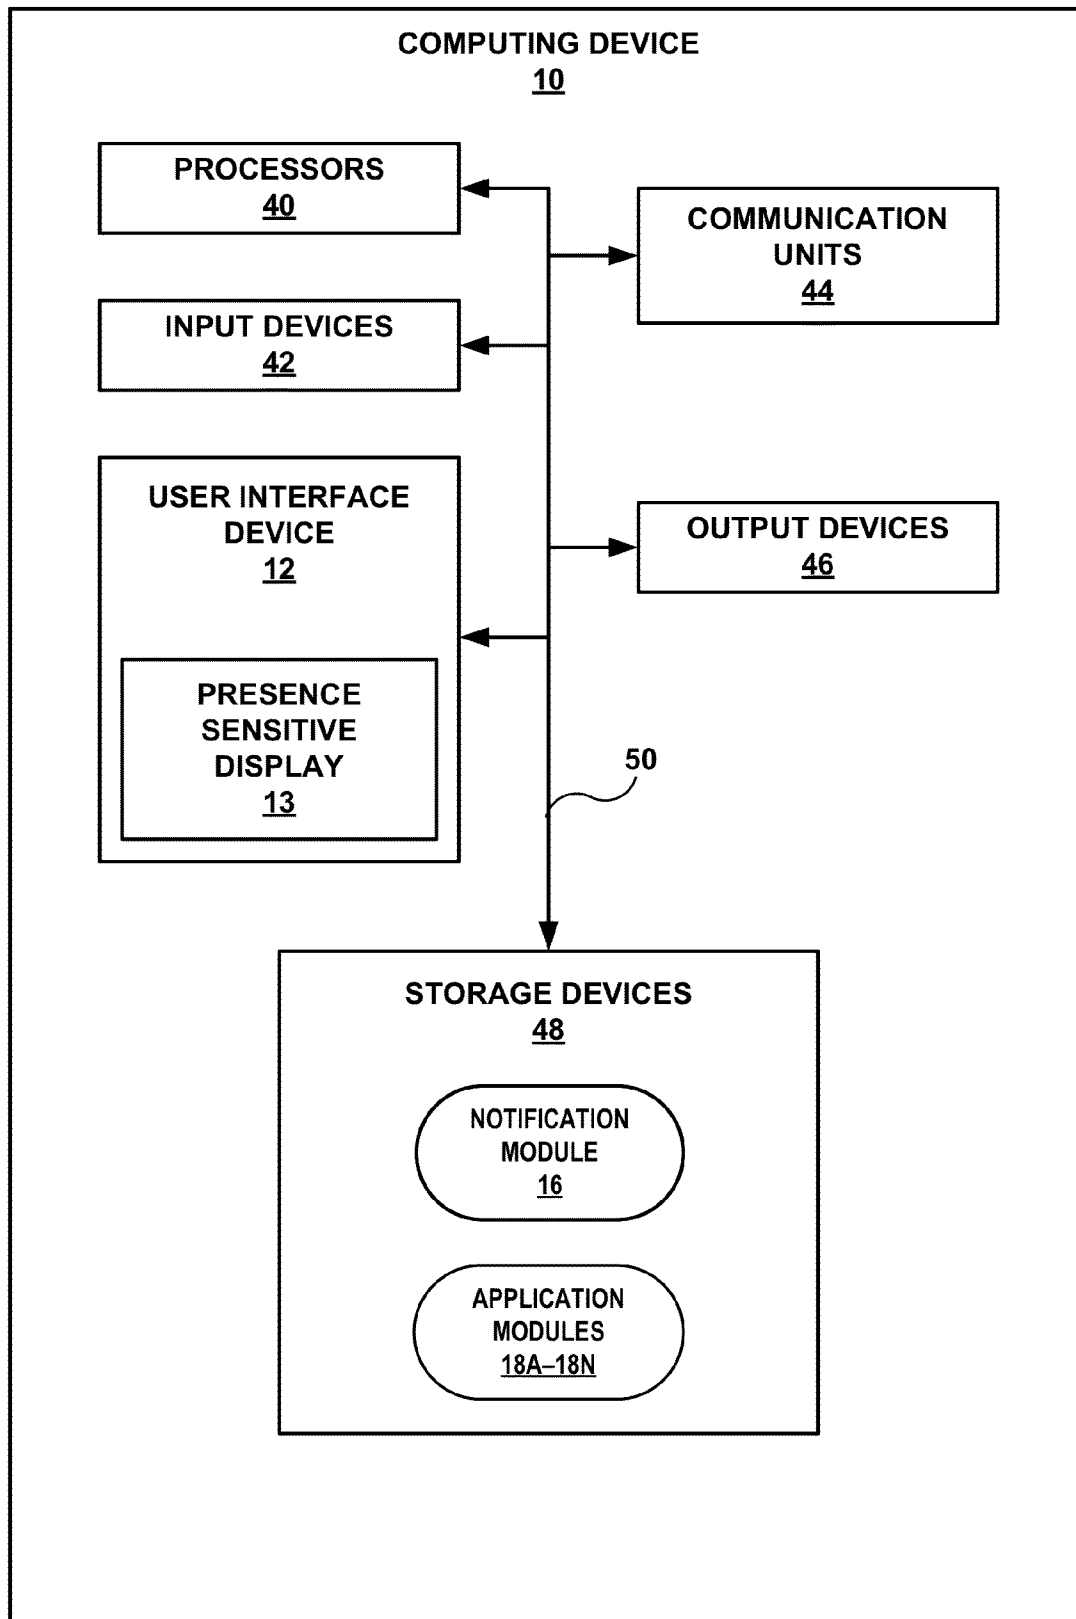 COMPUTING DEVICE
10
PROCESSORS
40
COMMUNICATION
UNITS
44
INPUT DEVICES
42
USER INTERFACE
DEVICE
12
OUTPUT DEVICES
46
PRESENCE
SENSITIVE
DISPLAY
13
50
STORAGE DEVICES
48
NOTIFICATION
MODULE
16
APPLICATION
MODULES
18A–18N